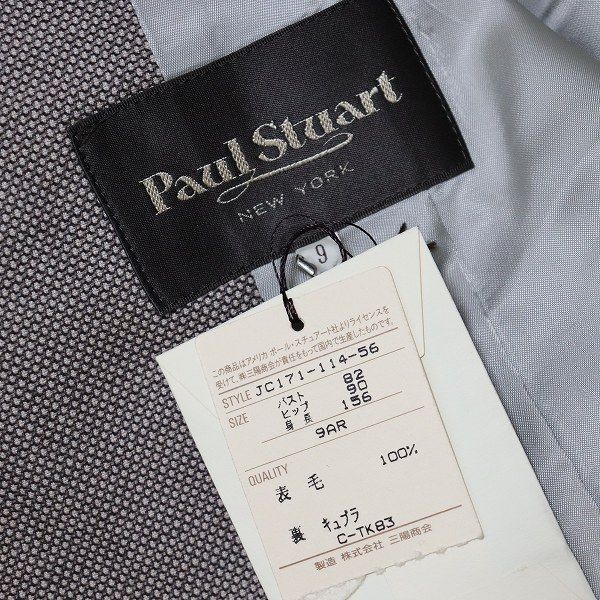 Paul Stuart
NEW YORK
9
この商品はアメリカ ポール・スチュアート社よりライセンスを
受けて、㈱三陽商会が責任をもって国内で生産したものです。
STYLE JC171-114-56
SIZE バスト 82
ヒップ 90
身長 156
9AR
QUALITY
表 毛 100%
裏 キュプラ
C-TK83
製造 株式会社 三陽商会